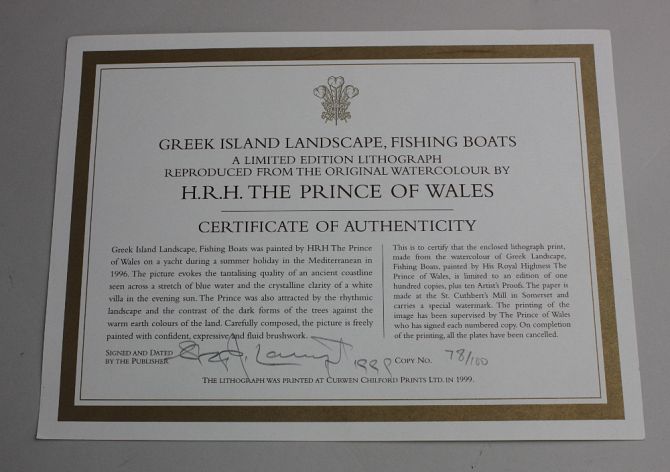 GREEK ISLAND LANDSCAPE, FISHING BOATS
A LIMITED EDITION LITHOGRAPH
REPRODUCED FROM THE ORIGINAL WATERCOLOUR BY
H.R.H. THE PRINCE OF WALES
CERTIFICATE OF AUTHENTICITY
Greek Island Landscape, Fishing Boats was painted by HRH The Prince
of Wales on a yacht during a summer holiday in the Mediterranean in
1996. The picture evokes the tantalising quality of an ancient coastline
seen across a stretch of blue water and the crystalline clarity of a white
villa in the evening sun. The Prince was also attracted by the rhythmic
landscape and the contrast of the dark forms of the trees against the
warm earth colours of the land. Carefully composed, the picture is freely
painted with confident, expressive and fluid brushwork.
This is to certify that the enclosed lithograph print,
made from the watercolour of Greek Landscape,
Fishing Boats, painted by His Royal Highness The
Prince of Wales, is limited to an edition of one
hundred copies, plus ten Artist's Proofs. The paper is
made at the St. Cuthbert's Mill in Somerset and
carries a special watermark. The printing of the
image has been supervised by The Prince of Wales
who has signed each numbered copy. On completion
of the printing, all the plates have been cancelled.
SIGNED AND DATED
BY THE PUBLISHER
1999
COPY NO. 78/100
THE LITHOGRAPH WAS PRINTED AT CURWEN CHILFORD PRINTS LTD. IN 1999.